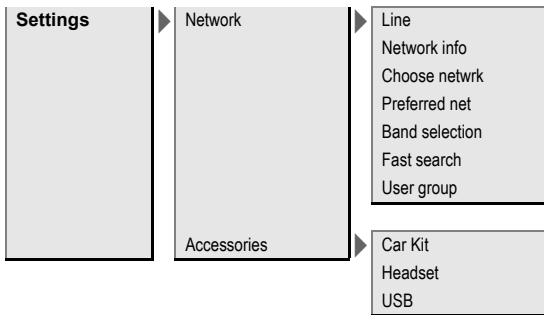 Settings
Network
Line
Network info
Choose netwrk
Preferred net
Band selection
Fast search
User group
Accessories
Car Kit
Headset
USB